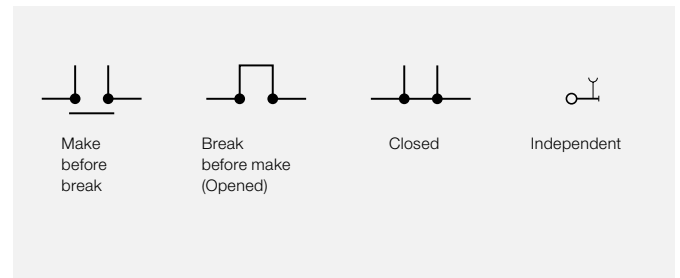 Make
before
break
Break
before make
(Opened)
Closed
Independent